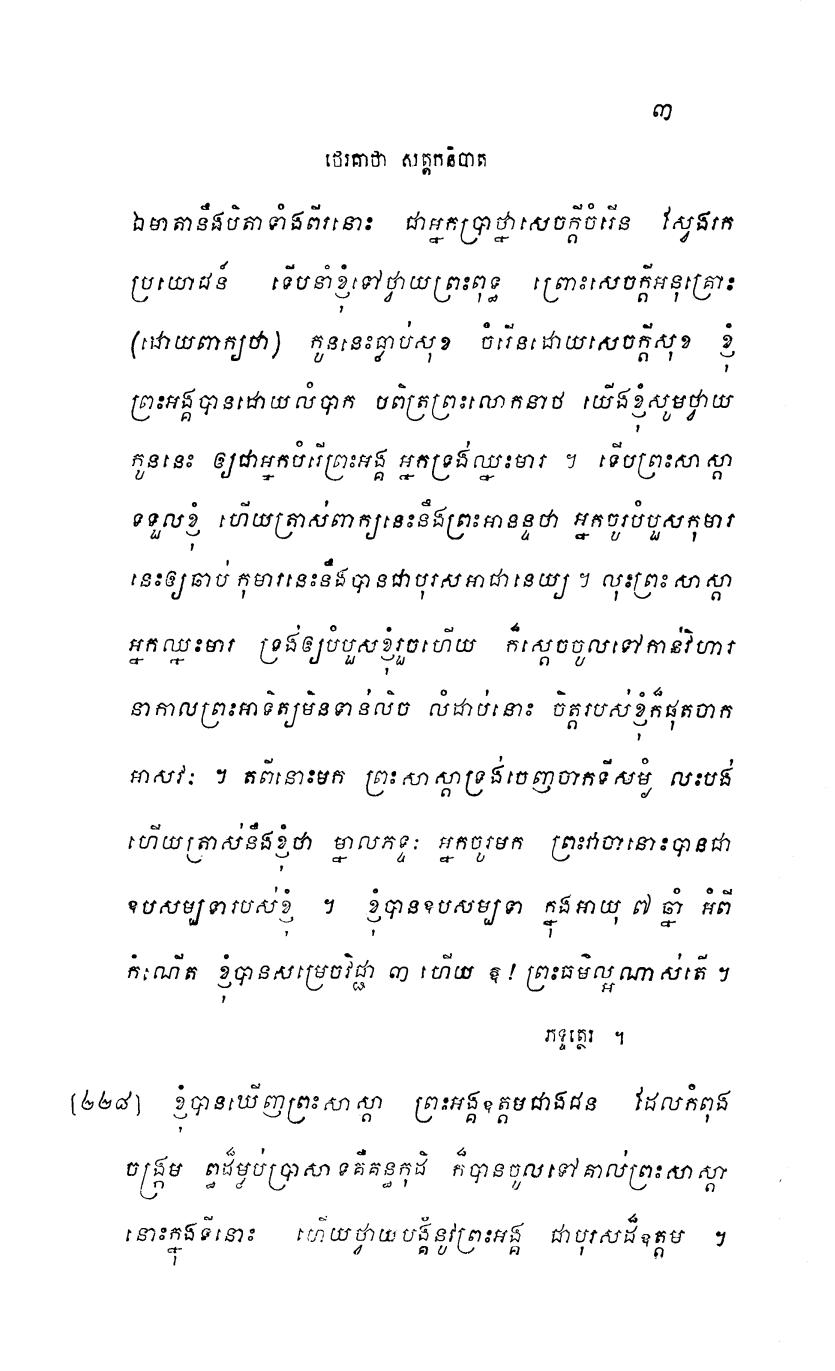 ៣
ថេរគាថា សត្តកនិបាត
ឯមាតានឹងបិតាទាំងពីរនោះ ជាអ្នកប្រាថ្នាសេចក្តីចំរើន ស្វែងរក
ប្រយោជន៍ ទើបនាំខ្ញុំទៅថ្វាយព្រះពុទ្ធ ព្រោះសេចក្តីអនុគ្រោះ
(ដោយពាក្យថា) កូននេះធ្លាប់សុខ ចំរើនដោយសេចក្តីសុខ ខ្ញុំ
ព្រះអង្គបានដោយលំបាក បពិត្រព្រះលោកនាថ យើងខ្ញុំសូមថ្វាយ
កូននេះ ឲ្យជាអ្នកបំរើព្រះអង្គ អ្នកទ្រង់ឈ្នះមារ ។ ទើបព្រះសាស្តា
ទទួលខ្ញុំ ហើយត្រាស់ពាក្យនេះនឹងព្រះអានន្ទថា អ្នកចូរបំបួសកុមារ
នេះឲ្យឆាប់ កុមារនេះនឹងបានជាបុរសអាជានេយ្យ ។ លុះព្រះសាស្តា
អ្នកឈ្នះមារ ទ្រង់ឲ្យបំបួសខ្ញុំរួចហើយ ក៏ស្តេចចូលទៅកាន់វិហារ
នាកាលព្រះអាទិត្យមិនទាន់លិច លំដាប់នោះ ចិត្តរបស់ខ្ញុំក៏ផុតចាក
អាសវៈ ។ តពីនោះមក ព្រះសាស្តាទ្រង់ចេញចាកទីសម្ងំ លះបង់
ហើយត្រាស់នឹងខ្ញុំថា ម្នាលភទ្ទៈ អ្នកចូរមក ព្រះវាចានោះបានជា
ឧបសម្បទារបស់ខ្ញុំ ។ ខ្ញុំបានឧបសម្បទា ក្នុងអាយុ ៧ ឆ្នាំ អំពី
កំណើត ខ្ញុំបានសម្រេចវិជ្ជា ៣ ហើយ ឱ! ព្រះធម៌ល្អណាស់តើ ។
ភទ្ទត្ថេរ ។
[២២៨] ខ្ញុំបានឃើញព្រះសាស្តា ព្រះអង្គឧត្តមជាងជន ដែលកំពុង
ចង្ក្រម ព្ធដ៏ម្លប់ប្រាសាទគឺគន្ធកុដិ ក៏បានចូលទៅគាល់ព្រះសាស្តា
នោះក្នុងទីនោះ ហើយថ្វាយបង្គំនូវព្រះអង្គ ជាបុរសដ៏ឧត្តម ។